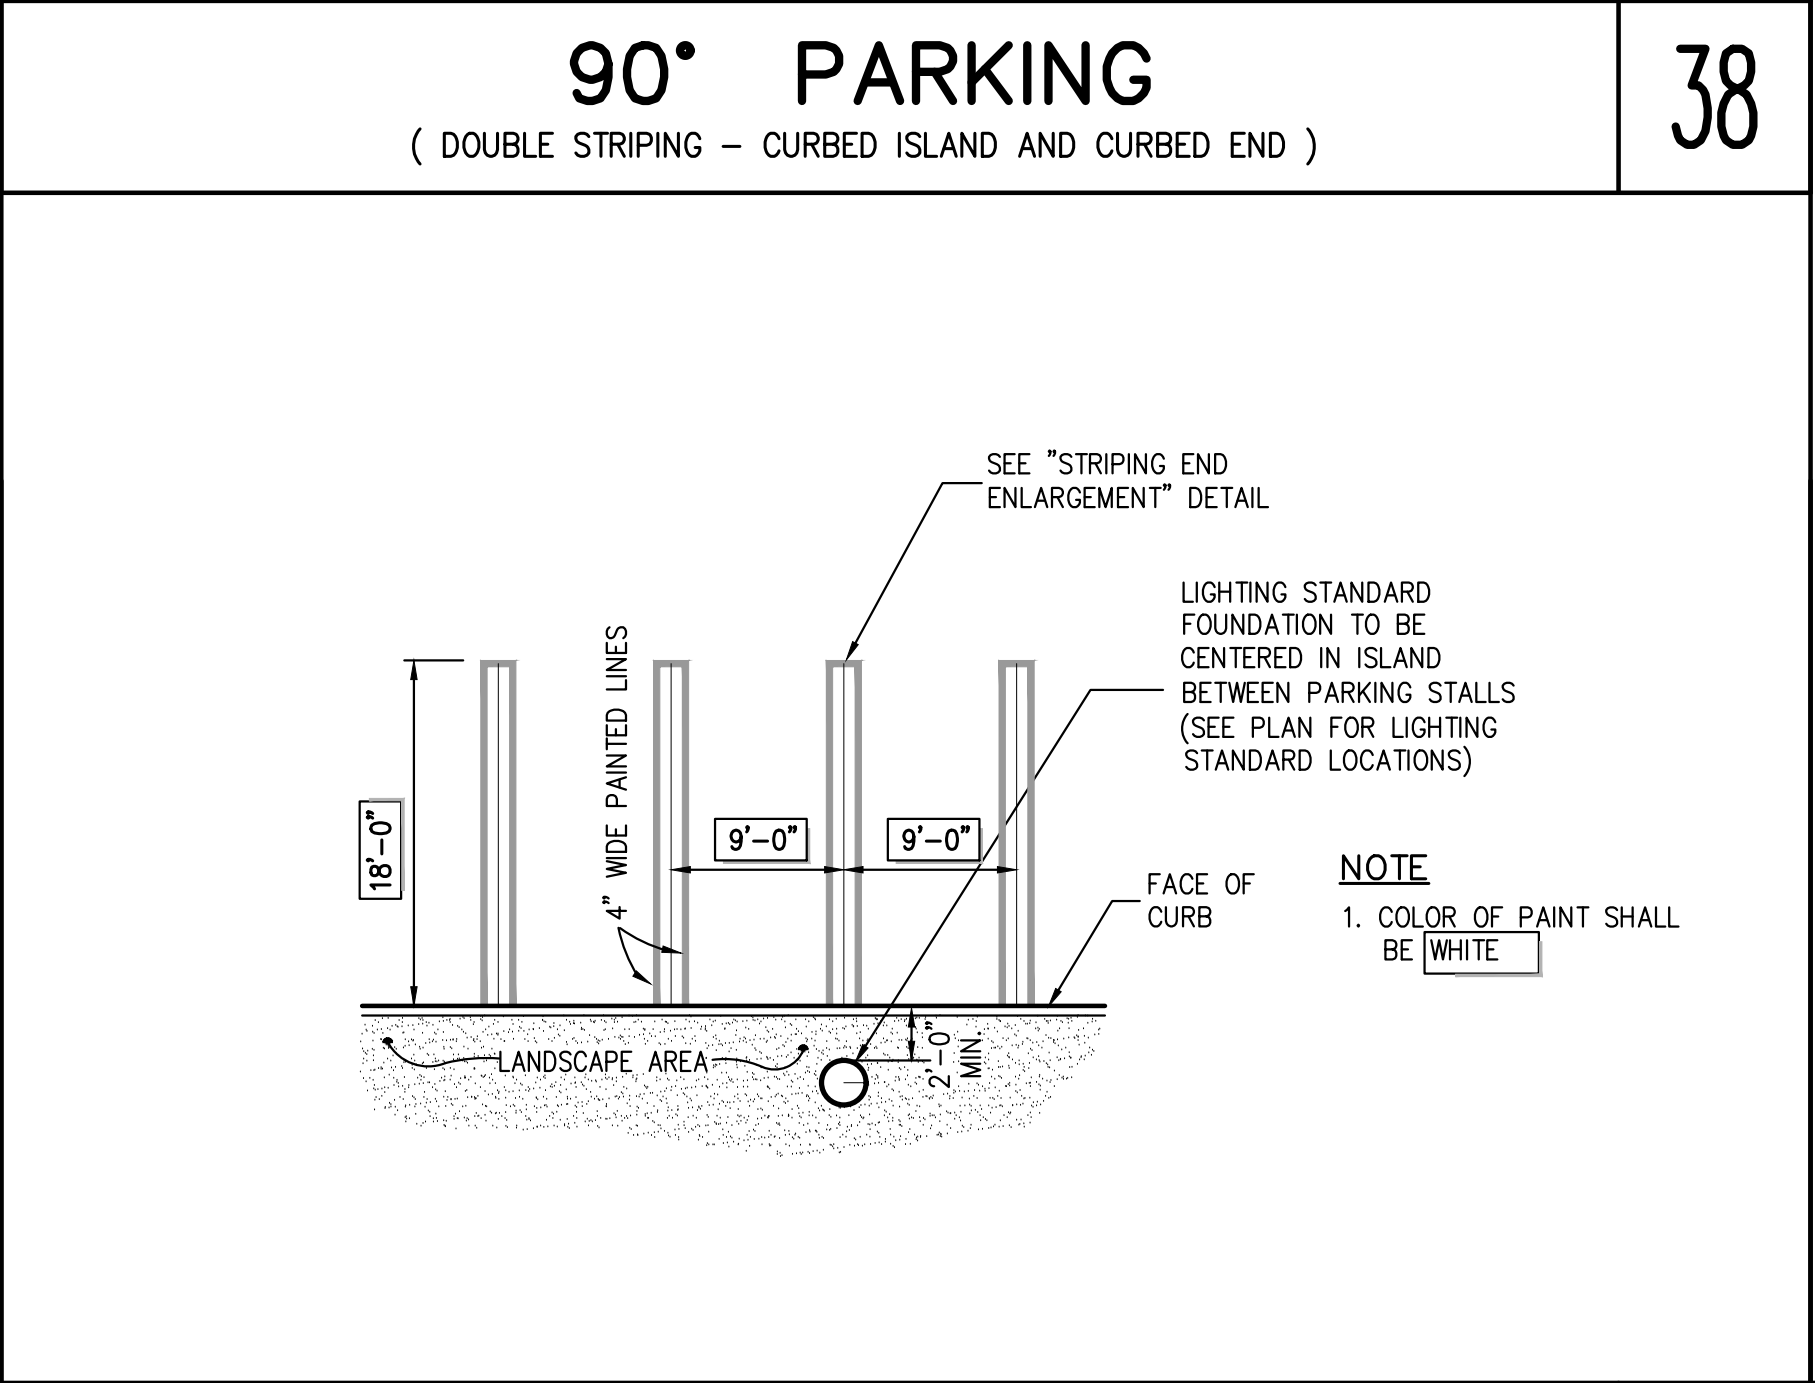 90° PARKING
( DOUBLE STRIPING – CURBED ISLAND AND CURBED END )
38
SEE "STRIPING END
ENLARGEMENT" DETAIL
LIGHTING STANDARD
FOUNDATION TO BE
CENTERED IN ISLAND
BETWEEN PARKING STALLS
(SEE PLAN FOR LIGHTING
STANDARD LOCATIONS)
4" WIDE PAINTED LINES
18'-0"
9'-0"
9'-0"
FACE OF
CURB
NOTE
1. COLOR OF PAINT SHALL
BE WHITE
LANDSCAPE AREA
2'-0"
MIN.